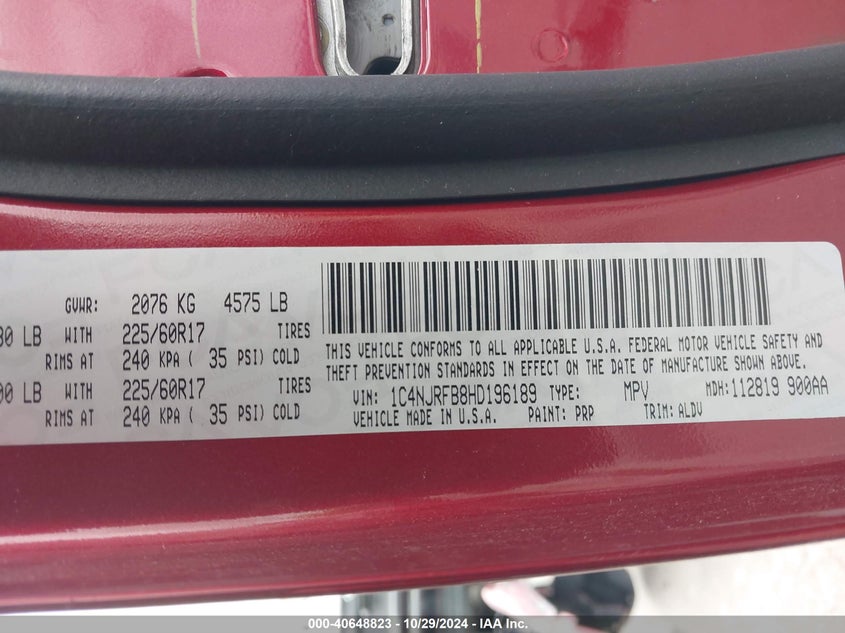 GVWR: 2076 KG 4575 LB
LB WITH 225/60R17 TIRES
RIMS AT 240 KPA ( 35 PSI) COLD
LB WITH 225/60R17 TIRES
RIMS AT 240 KPA ( 35 PSI) COLD
THIS VEHICLE CONFORMS TO ALL APPLICABLE U.S.A. FEDERAL MOTOR VEHICLE SAFETY AND
THEFT PREVENTION STANDARDS IN EFFECT ON THE DATE OF MANUFACTURE SHOWN ABOVE.
VIN: 1C4NJRFB8HD196189 TYPE: MPV MDH: 112819 900AA
VEHICLE MADE IN U.S.A. PAINT: PRP TRIM: ALDV
000-40648823 - 10/29/2024 - IAA Inc.